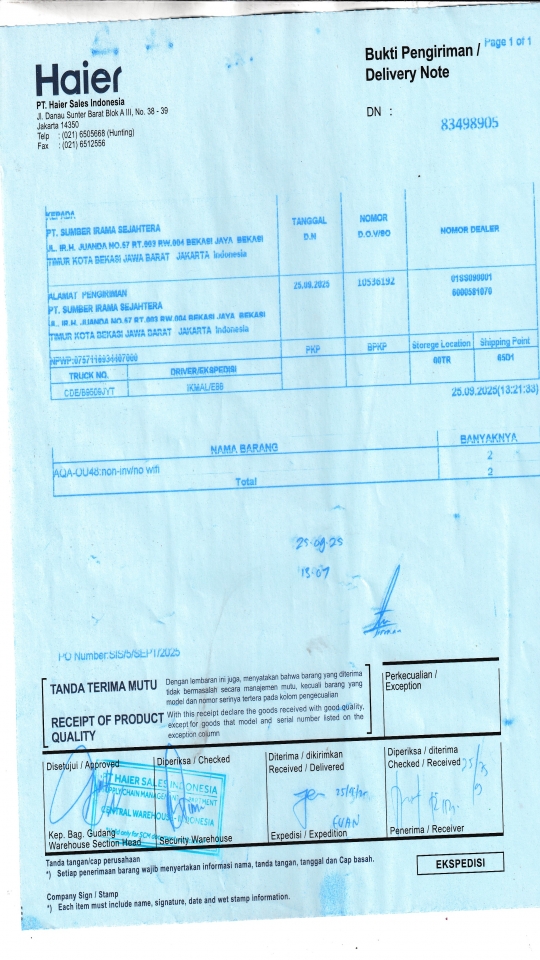 Page 1 of 1
Haier
Bukti Pengiriman /
Delivery Note
PT. Haier Sales Indonesia
Jl. Danau Sunter Barat Blok A III, No. 38 - 39
Jakarta 14350
Telp : (021) 6505668 (Hunting)
Fax : (021) 6512556
DN :
83498905
KEPADA
PT. SUMBER IRAMA SEJAHTERA
JL. IR.H. JUANDA NO.57 RT.003 RW.004 BEKASI JAYA BEKASI
TIMUR KOTA BEKASI JAWA BARAT JAKARTA Indonesia
TANGGAL
D.N
NOMOR
D.O.V/SO
NOMOR DEALER
ALAMAT PENGIRIMAN
PT. SUMBER IRAMA SEJAHTERA
JL. IR.H. JUANDA NO.57 RT.003 RW.004 BEKASI JAYA BEKASI
TIMUR KOTA BEKASI JAWA BARAT JAKARTA Indonesia
25.09.2025
10536192
PKP
BPKP
Storege Location
Shipping Point
TRUCK NO.
DRIVER/EKSPEDISI
25.09.2025(13:21:33)
NAMA BARANG
BANYAKNYA
AQA-DU48:non-inv/no wifi
2
Total
2
25.09.25
13.07
PO Number:SIS/5/SEPT/2025
TANDA TERIMA MUTU
Dengan lembaran ini juga, menyatakan bahwa barang yang diterima
tidak bermasalah secara manajemen mutu, kecuali barang yang
model dan nomor serinya tertera pada kolom pengecualian
RECEIPT OF PRODUCT
QUALITY
With this receipt declare the goods received with good quality,
except for goods that model and serial number listed on the
exception column
Perkecualian /
Exception
Disetujui / Approved
Diperiksa / Checked
Diterima / dikirimkan
Received / Delivered
Diperiksa / diterima
Checked / Received
PT HAIER SALES INDONESIA
SUPPLY CHAIN MANAGEMENT DEPARTMENT
CENTRAL WAREHOUSE - INDONESIA
Kep. Bag. Gudang
Warehouse Section Head
Security Warehouse
Expedisi / Expedition
Penerima / Receiver
Tanda tangan/cap perusahaan
*) Setiap penerimaan barang wajib menyertakan informasi nama, tanda tangan, tanggal dan Cap basah.
EKSPEDISI
Company Sign / Stamp
*) Each item must include name, signature, date and wet stamp information.